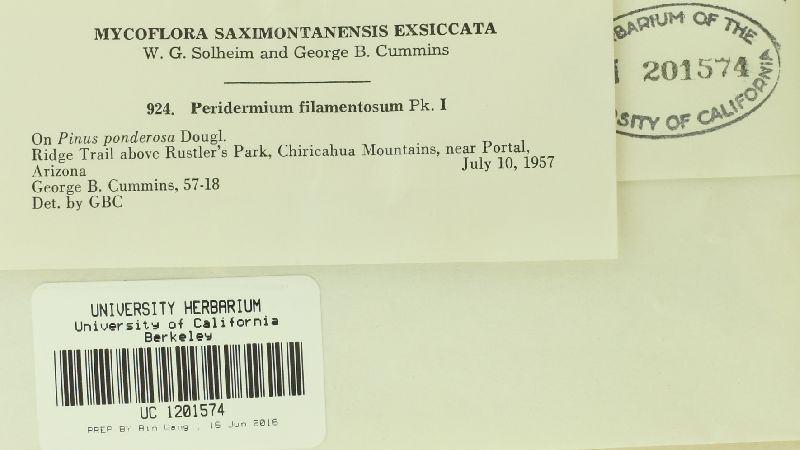 MYCOFLORA SAXIMONTANENSIS EXSICCATA
W. G. Solheim and George B. Cummins
924. Peridermium filamentosum Pk. I
On Pinus ponderosa Dougl.
Ridge Trail above Rustler's Park, Chiricahua Mountains, near Portal,
Arizona July 10, 1957
George B. Cummins, 57-18
Det. by GBC
BARIUM OF THE
201574
SITY OF CALIFORNIA
UNIVERSITY HERBARIUM
University of California
Berkeley
UC 1201574
PREP BY 15 Jun 2016